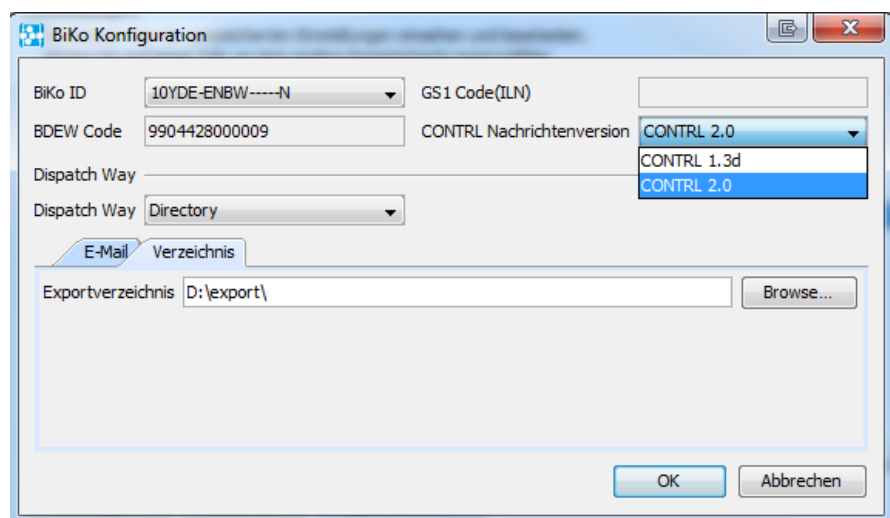 BiKo Konfiguration
BiKo ID 10YDE-ENBW-----N GS1 Code(ILN)
BDEW Code 9904428000009 CONTRL Nachrichtenversion CONTRL 2.0
CONTRL 1.3d
CONTRL 2.0
Dispatch Way
Dispatch Way Directory
E-Mail Verzeichnis
Exportverzeichnis D:\export\ Browse...
OK Abbrechen